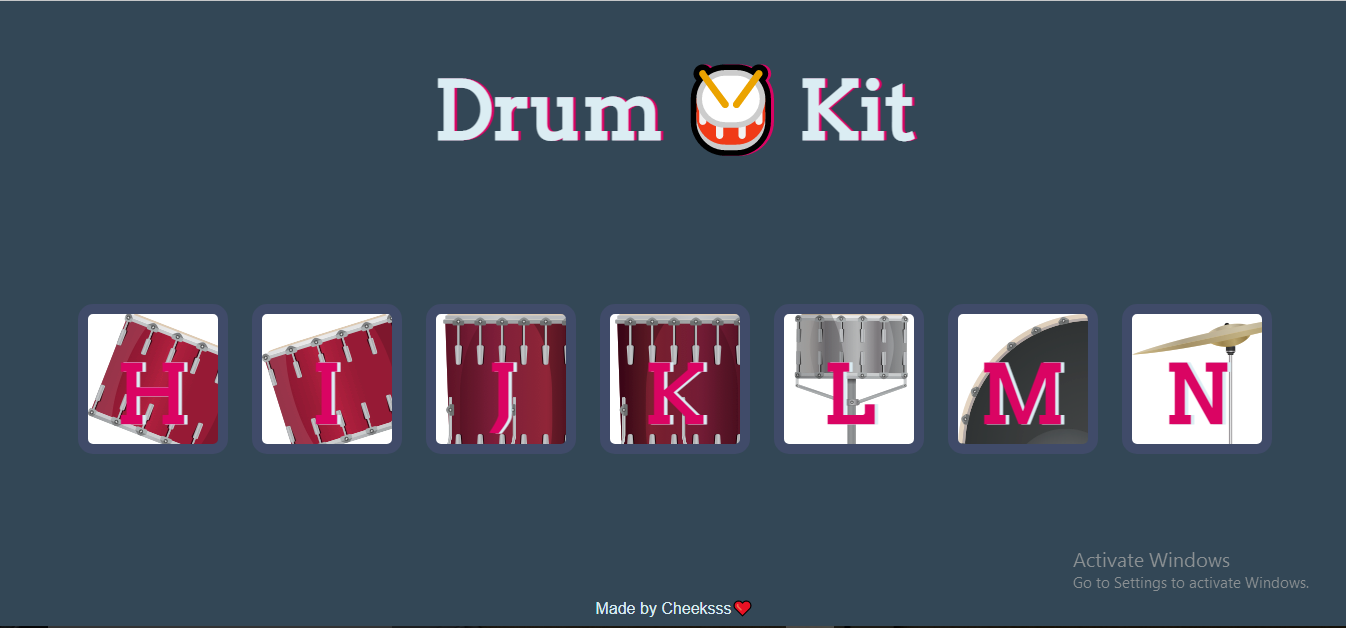 Drum 🥁 Kit
H I J K L M N
Activate Windows
Go to Settings to activate Windows.
Made by Cheeksss❤️